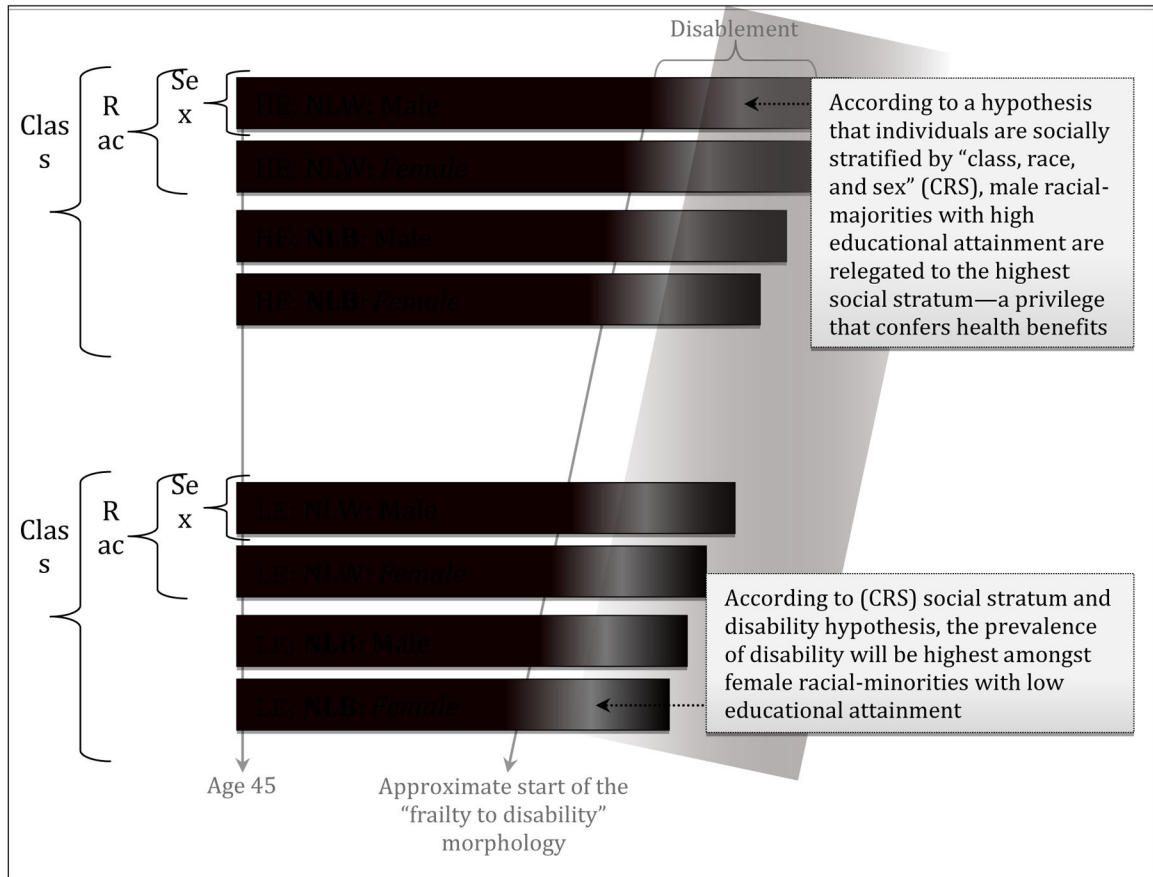 Disablement
Se
x
R
ac
Clas
s
HE: NLW: Male
HE: NLW: Female
HE: NLB: Male
HE: NLB: Female
According to a hypothesis
that individuals are socially
stratified by “class, race,
and sex” (CRS), male racial-
majorities with high
educational attainment are
relegated to the highest
social stratum—a privilege
that confers health benefits
Se
x
R
ac
Clas
s
LE: NLW: Male
LE: NLW: Female
LE: NLB: Male
LE: NLB: Female
According to (CRS) social stratum and
disability hypothesis, the prevalence
of disability will be highest amongst
female racial-minorities with low
educational attainment
Age 45
Approximate start of the
“frailty to disability”
morphology